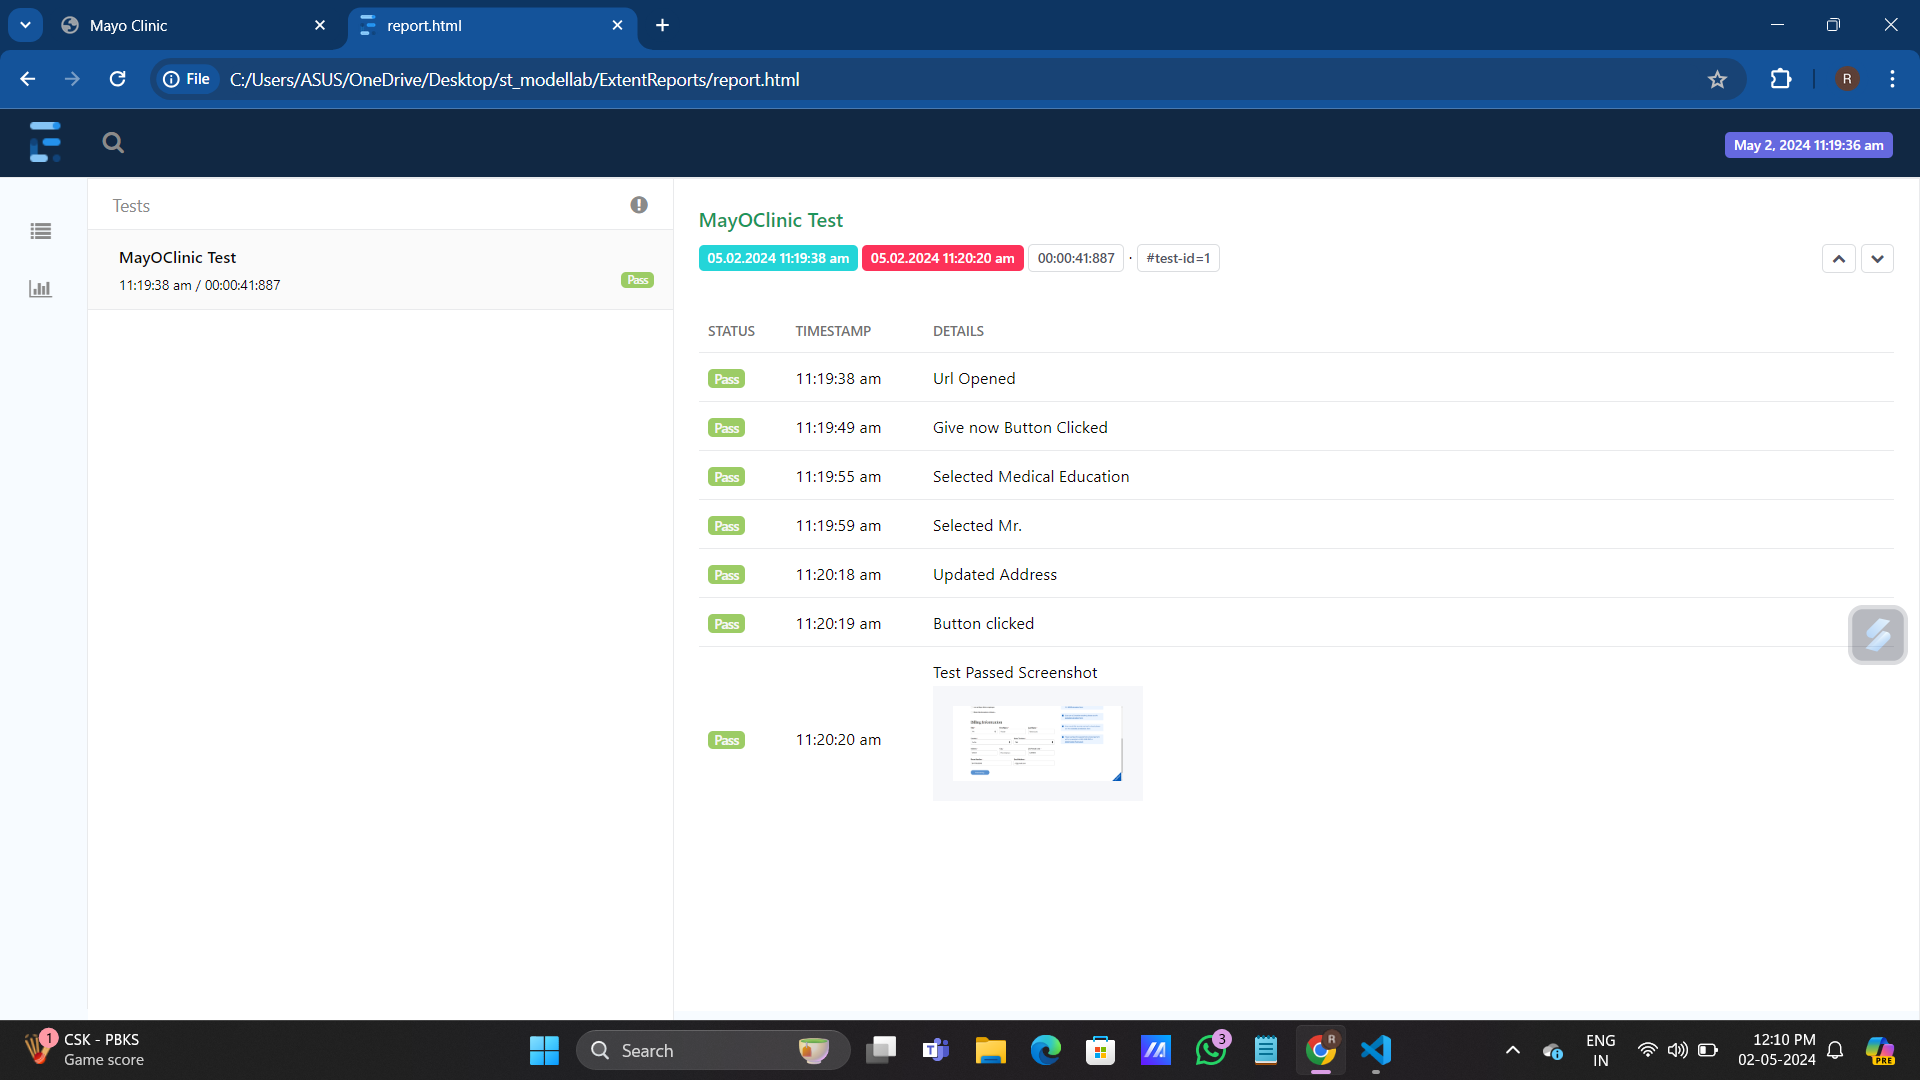 Mayo Clinic
report.html
File
C:/Users/ASUS/OneDrive/Desktop/st_modellab/ExtentReports/report.html
R
May 2, 2024 11:19:36 am
Tests
MayOClinic Test
11:19:38 am / 00:00:41:887
Pass
MayOClinic Test
05.02.2024 11:19:38 am 05.02.2024 11:20:20 am 00:00:41:887 · #test-id=1
STATUS TIMESTAMP DETAILS
Pass 11:19:38 am Url Opened
Pass 11:19:49 am Give now Button Clicked
Pass 11:19:55 am Selected Medical Education
Pass 11:19:59 am Selected Mr.
Pass 11:20:18 am Updated Address
Pass 11:20:19 am Button clicked
Test Passed Screenshot
Pass 11:20:20 am
Billing Information
1
CSK - PBKS
Game score
Search
3
R
ENG
IN
12:10 PM
02-05-2024
PRE